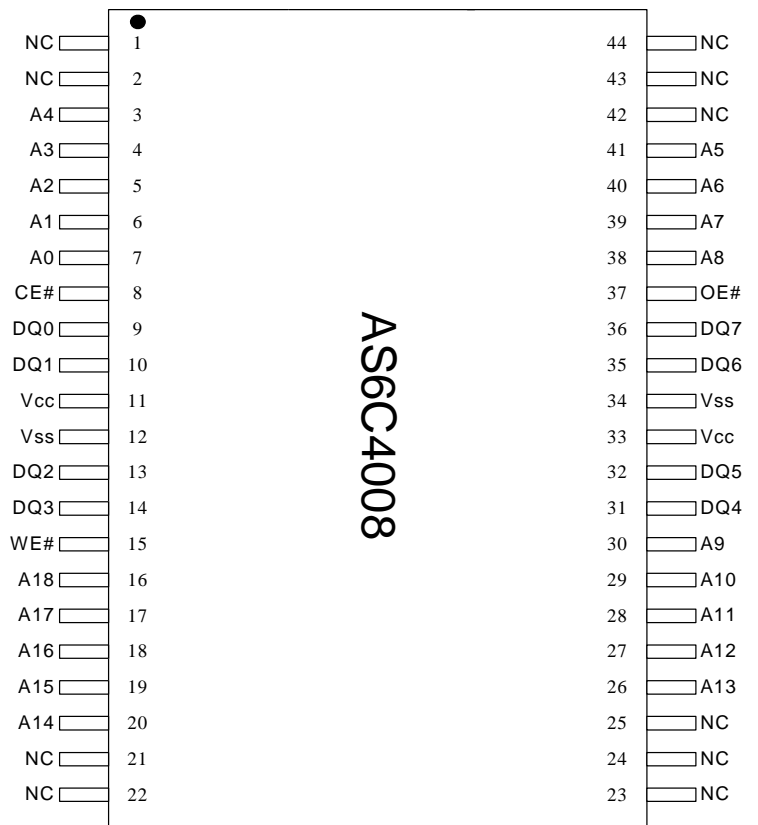 NC 1 44 NC
NC 2 43 NC
A4 3 42 NC
A3 4 41 A5
A2 5 40 A6
A1 6 39 A7
A0 7 38 A8
CE# 8 37 OE#
DQ0 9 36 DQ7
DQ1 10 35 DQ6
Vcc 11 34 Vss
Vss 12 33 Vcc
DQ2 13 32 DQ5
DQ3 14 31 DQ4
WE# 15 30 A9
A18 16 29 A10
A17 17 28 A11
A16 18 27 A12
A15 19 26 A13
A14 20 25 NC
NC 21 24 NC
NC 22 23 NC
AS6C4008